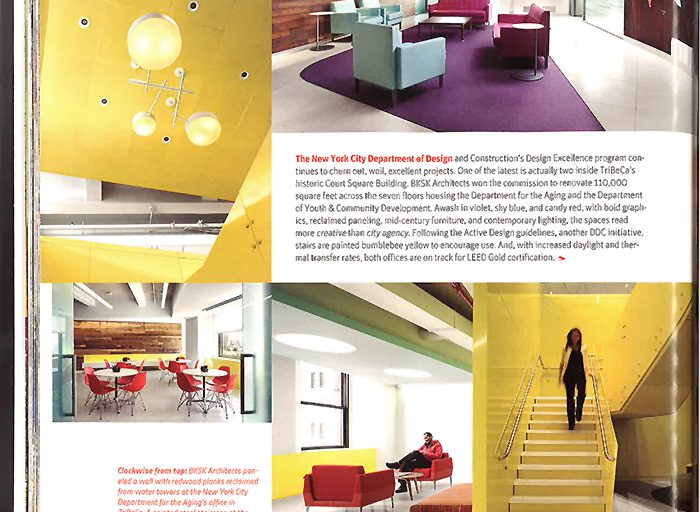 The New York City Department of Design and Construction's Design Excellence program con-
tinues to churn out, well, excellent projects. One of the latest is actually two inside TriBeCa's
historic Court Square Building. BKSK Architects won the commission to renovate 110,000
square feet across the seven floors housing the Department for the Aging and the Department
of Youth & Community Development. Awash in violet, sky blue, and candy red, with bold graph-
ics, reclaimed paneling, mid-century furniture, and contemporary lighting, the spaces read
more creative than city agency. Following the Active Design guidelines, another DDC initiative,
stairs are painted bumblebee yellow to encourage use. And, with increased daylight and ther-
mal transfer rates, both offices are on track for LEED Gold certification.
Clockwise from top: BKSK Architects pan-
eled a wall with redwood planks reclaimed
from water towers at the New York City
Department for the Aging's office in
TriBeCa. A painted steel staircase at the